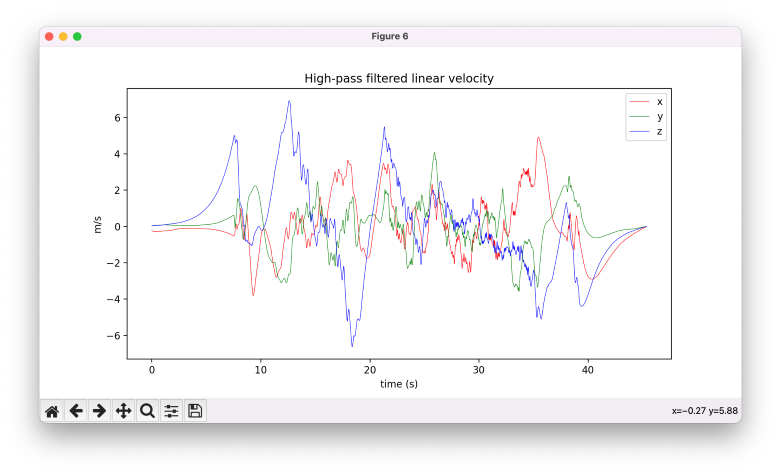 Figure 6
High-pass filtered linear velocity
x
y
z
6
4
2
0
−2
−4
−6
m/s
0 10 20 30 40
time (s)
x=−0.27 y=5.88